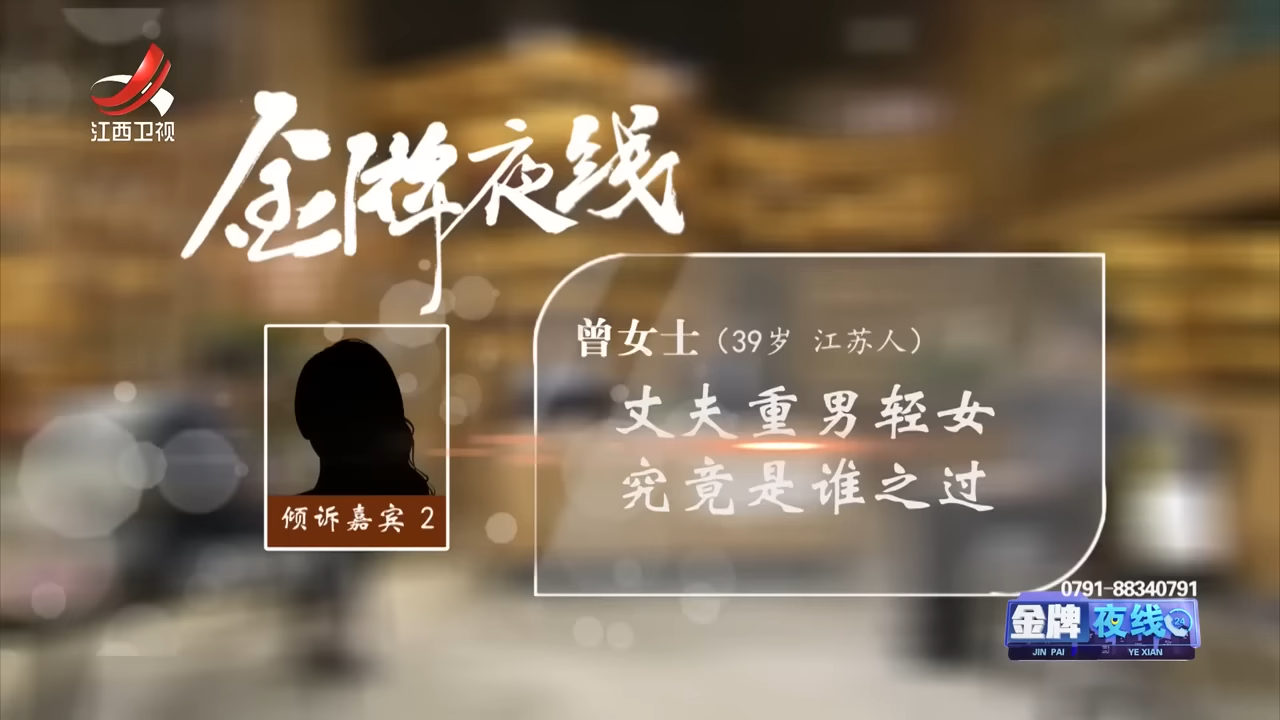 江西卫视
金牌夜线
曾女士（39岁 江苏人）
丈夫重男轻女
究竟是谁之过
倾诉嘉宾 2
0791-88340791
金牌夜线
24
JIN PAI YE XIAN